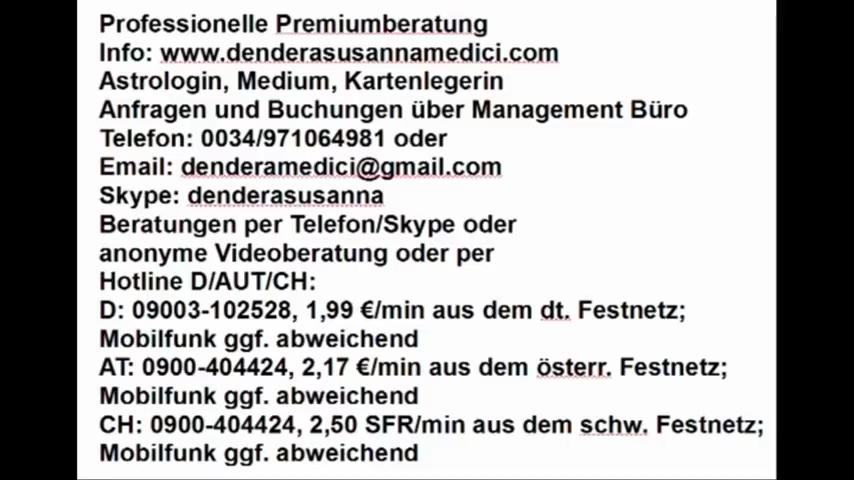 Professionelle Premiumberatung
Info: www.denderasusannamedici.com
Astrologin, Medium, Kartenlegerin
Anfragen und Buchungen über Management Büro
Telefon: 0034/971064981 oder
Email: denderamedici@gmail.com
Skype: denderasusanna
Beratungen per Telefon/Skype oder
anonyme Videoberatung oder per
Hotline D/AUT/CH:
D: 09003-102528, 1,99 €/min aus dem dt. Festnetz;
Mobilfunk ggf. abweichend
AT: 0900-404424, 2,17 €/min aus dem österr. Festnetz;
Mobilfunk ggf. abweichend
CH: 0900-404424, 2,50 SFR/min aus dem schw. Festnetz;
Mobilfunk ggf. abweichend